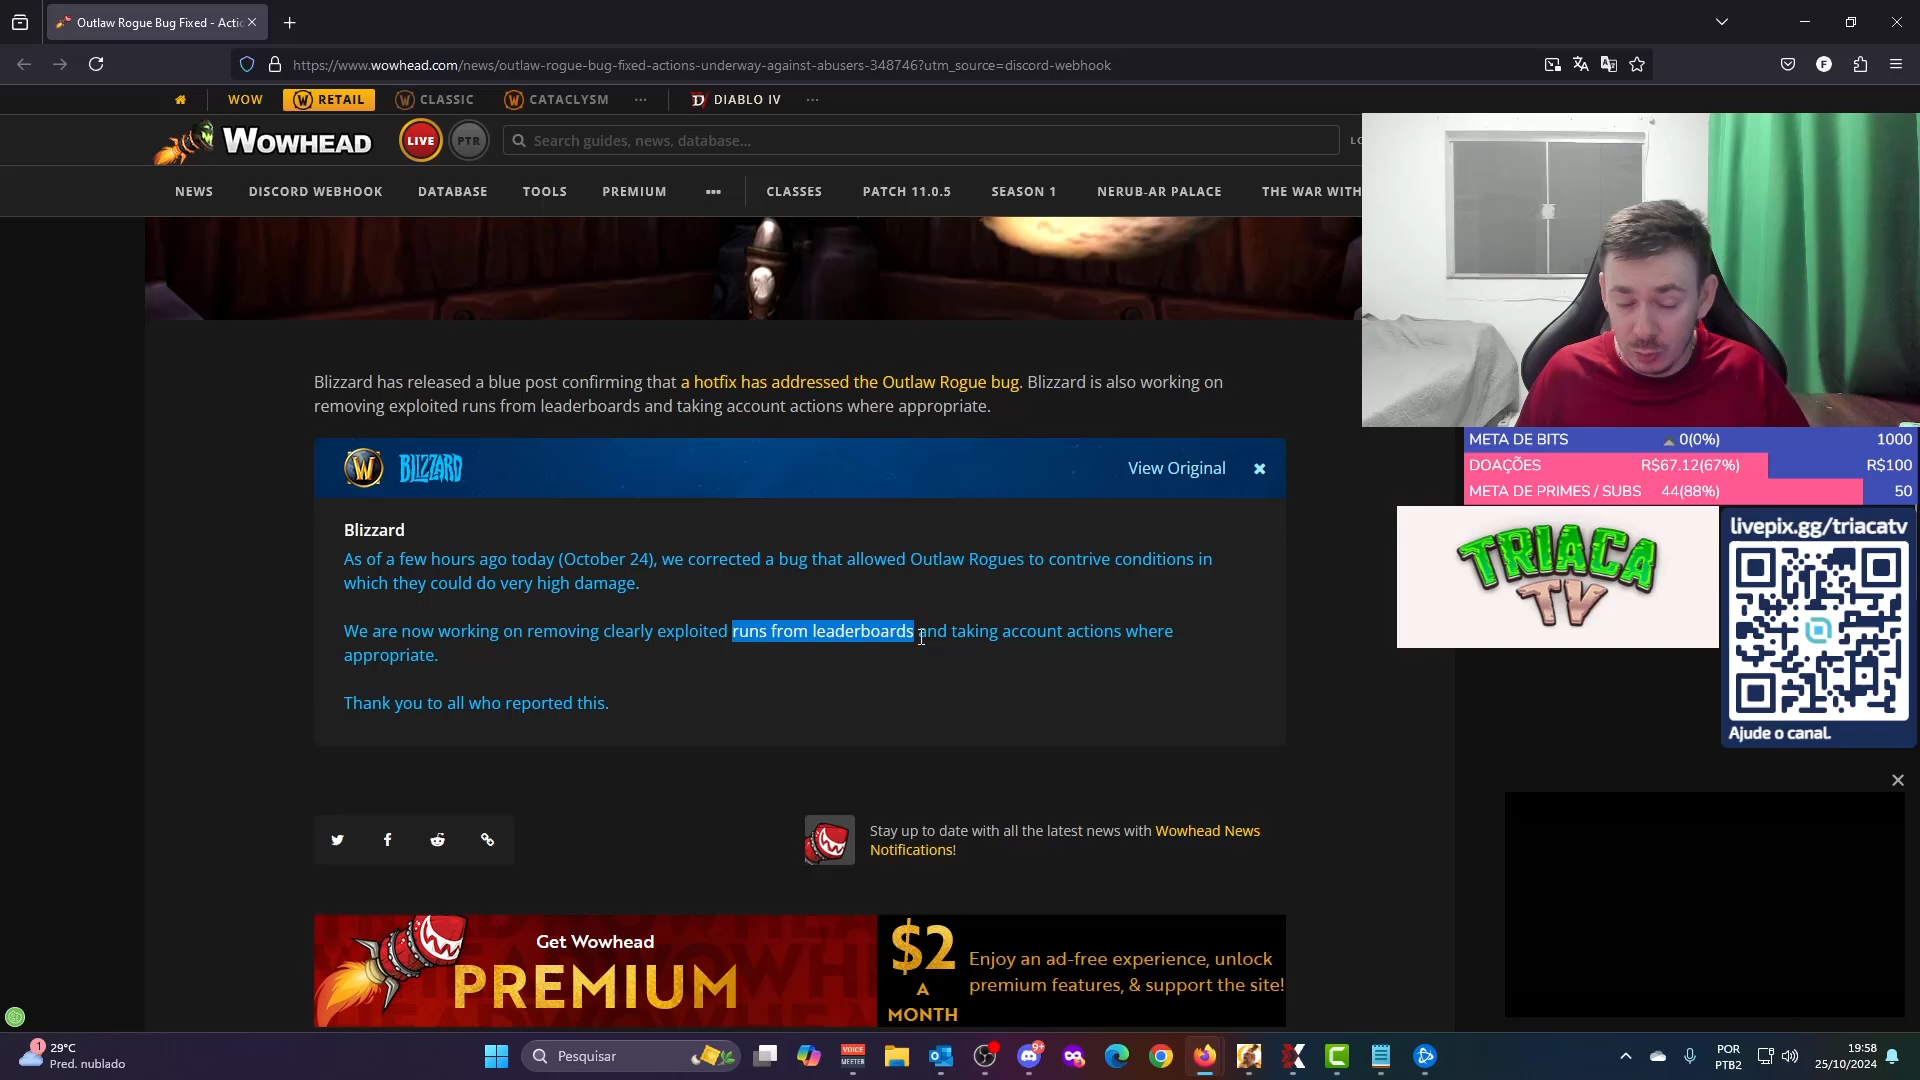 Outlaw Rogue Bug Fixed - Actic
https://www.wowhead.com/news/outlaw-rogue-bug-fixed-actions-underway-against-abusers-348746?utm_source=discord-webhook
WOW
RETAIL
CLASSIC
CATACLYSM
DIABLO IV
WOWHEAD
LIVE
PTR
Search guides, news, database...
NEWS
DISCORD WEBHOOK
DATABASE
TOOLS
PREMIUM
CLASSES
PATCH 11.0.5
SEASON 1
NERUB-AR PALACE
THE WAR WITH
Blizzard has released a blue post confirming that a hotfix has addressed the Outlaw Rogue bug. Blizzard is also working on
removing exploited runs from leaderboards and taking account actions where appropriate.
BLIZZARD
View Original
Blizzard
As of a few hours ago today (October 24), we corrected a bug that allowed Outlaw Rogues to contrive conditions in
which they could do very high damage.
We are now working on removing clearly exploited runs from leaderboards and taking account actions where
appropriate.
Thank you to all who reported this.
Stay up to date with all the latest news with Wowhead News
Notifications!
Get Wowhead
PREMIUM
$2
A
MONTH
Enjoy an ad-free experience, unlock
premium features, & support the site!
META DE BITS 0(0%) 1000
DOAÇÕES R$67.12(67%) R$100
META DE PRIMES / SUBS 44(88%) 50
TRIACA
TV
livepix.gg/triacatv
Ajude o canal.
1
29°C
Pred. nublado
Pesquisar
VOICE
MEETER
9+
POR
PTB2
19:58
25/10/2024